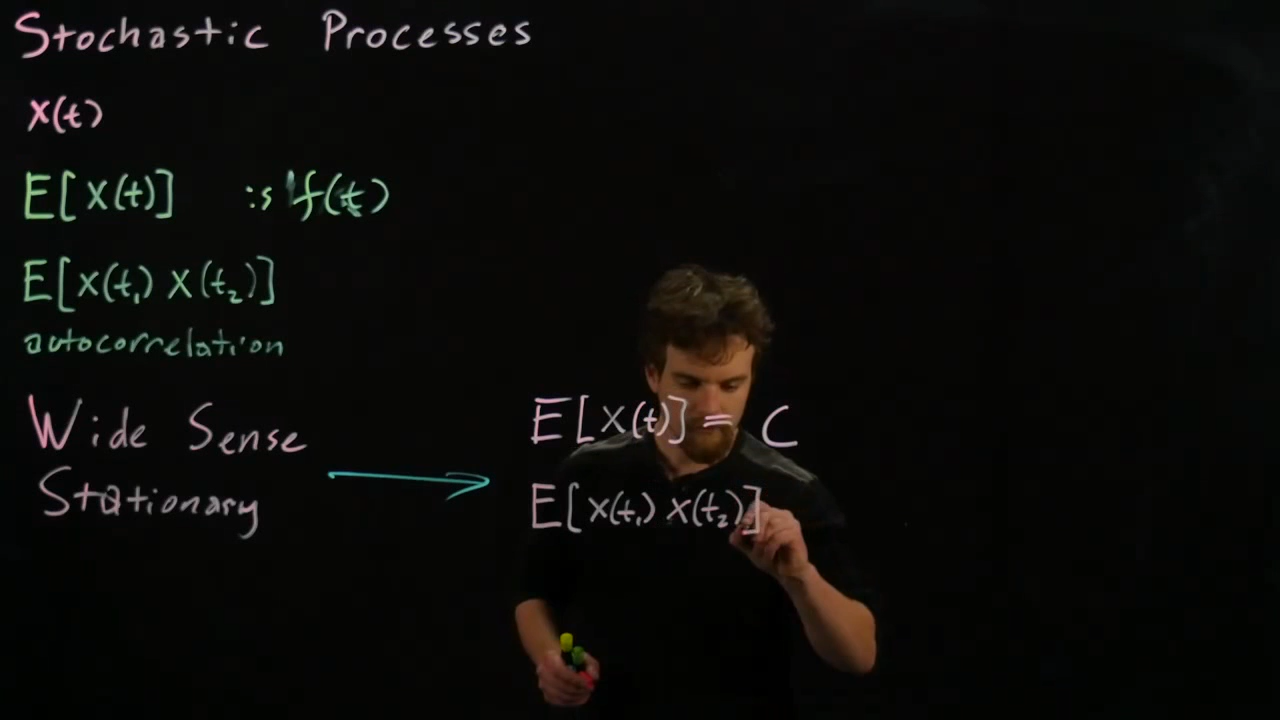 Stochastic Processes
X(t)
E[X(t)] is f(t)
E[X(t₁) X(t₂)]
autocorrelation
Wide Sense
Stationary
E[X(t)] = C
E[X(t₁) X(t₂)]